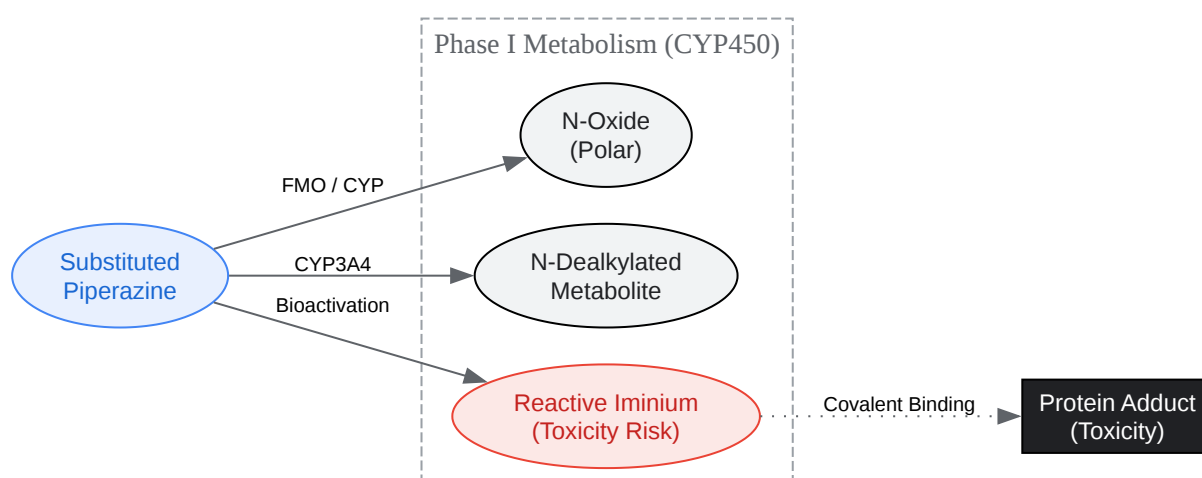 Phase I Metabolism (CYP450)
N-Oxide
(Polar)
FMO / CYP
Substituted
Piperazine
CYP3A4
N-Dealkylated
Metabolite
Bioactivation
Reactive Iminium
(Toxicity Risk)
Covalent Binding
Protein Adduct
(Toxicity)